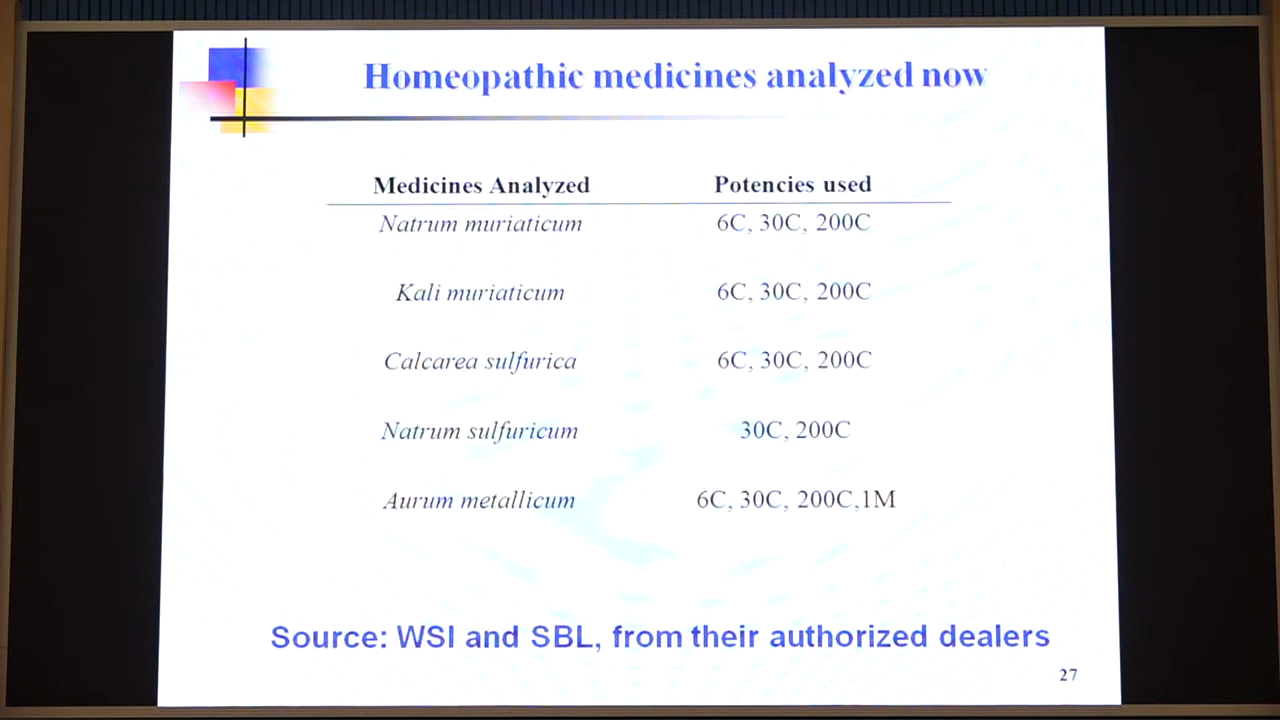 Homeopathic medicines analyzed now
Medicines Analyzed Potencies used
Natrum muriaticum 6C, 30C, 200C
Kali muriaticum 6C, 30C, 200C
Calcarea sulfurica 6C, 30C, 200C
Natrum sulfuricum 30C, 200C
Aurum metallicum 6C, 30C, 200C,1M
Source: WSI and SBL, from their authorized dealers
27